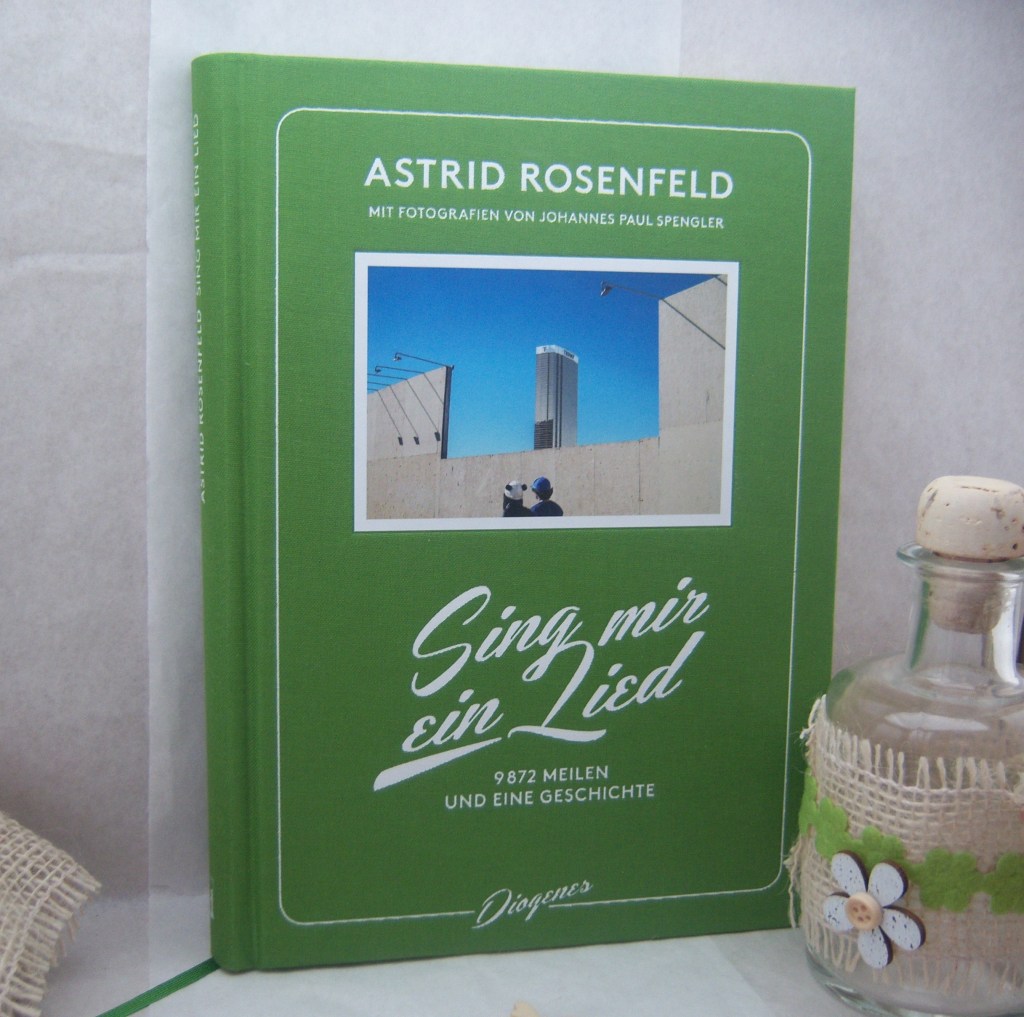 ASTRID ROSENFELD SING MIR EIN LIED
ASTRID ROSENFELD
MIT FOTOGRAFIEN VON JOHANNES PAUL SPENGLER
Sing mir
ein Lied
9872 MEILEN
UND EINE GESCHICHTE
Diogenes